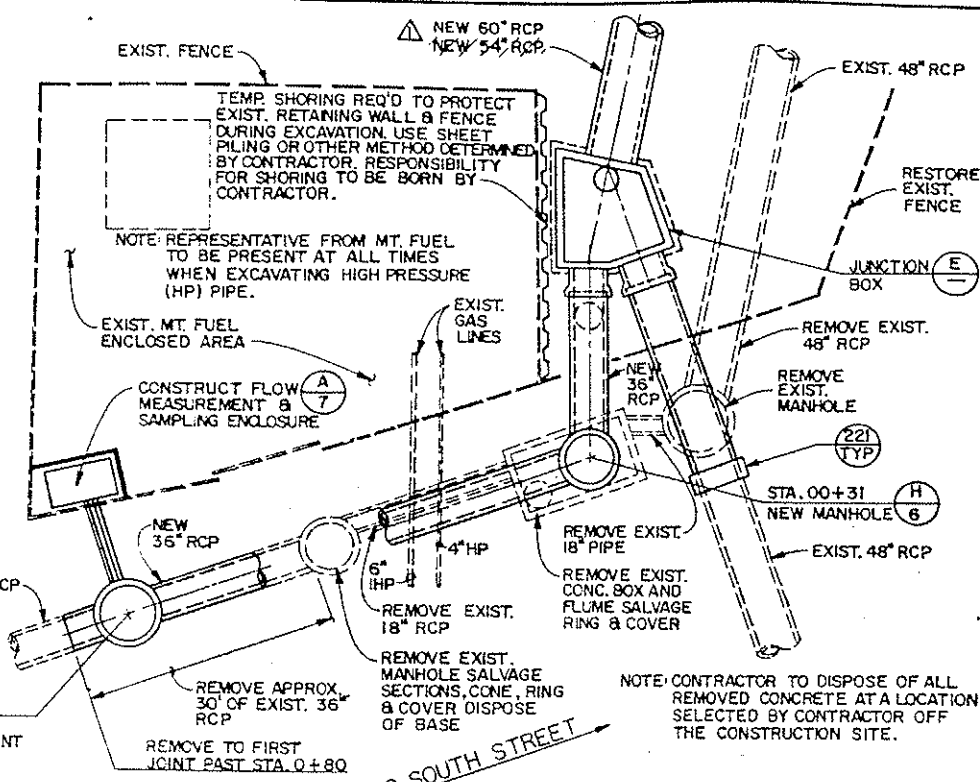 NEW 60" RCP
NEW 54" RCP
EXIST. FENCE
EXIST. 48" RCP
TEMP. SHORING REQ'D TO PROTECT
EXIST. RETAINING WALL & FENCE
DURING EXCAVATION. USE SHEET
PILING OR OTHER METHOD DETERMINED
BY CONTRACTOR. RESPONSIBILITY
FOR SHORING TO BE BORN BY
CONTRACTOR.
RESTORE
EXIST.
FENCE
NOTE: REPRESENTATIVE FROM MT. FUEL
TO BE PRESENT AT ALL TIMES
WHEN EXCAVATING HIGH PRESSURE
(HP) PIPE.
JUNCTION
BOX
E
EXIST.
GAS
LINES
EXIST. MT. FUEL
ENCLOSED AREA
REMOVE EXIST.
48" RCP
CONSTRUCT FLOW
MEASUREMENT &
SAMPLING ENCLOSURE
A
7
NEW
36"
RCP
REMOVE
EXIST.
MANHOLE
221
TYP
STA. 00+31
NEW MANHOLE
H
6
NEW
36" RCP
REMOVE EXIST.
18" PIPE
EXIST. 48" RCP
4" HP
6"
HP
REMOVE EXIST.
CONC. BOX AND
FLUME SALVAGE
RING & COVER
REMOVE EXIST.
18" RCP
CP
REMOVE EXIST.
MANHOLE SALVAGE
SECTIONS, CONE, RING
& COVER DISPOSE
OF BASE
REMOVE APPROX.
30' OF EXIST. 36"
RCP
NOTE: CONTRACTOR TO DISPOSE OF ALL
REMOVED CONCRETE AT A LOCATION
SELECTED BY CONTRACTOR OFF
THE CONSTRUCTION SITE.
NT
REMOVE TO FIRST
JOINT PAST STA. 0+80
SOUTH STREET